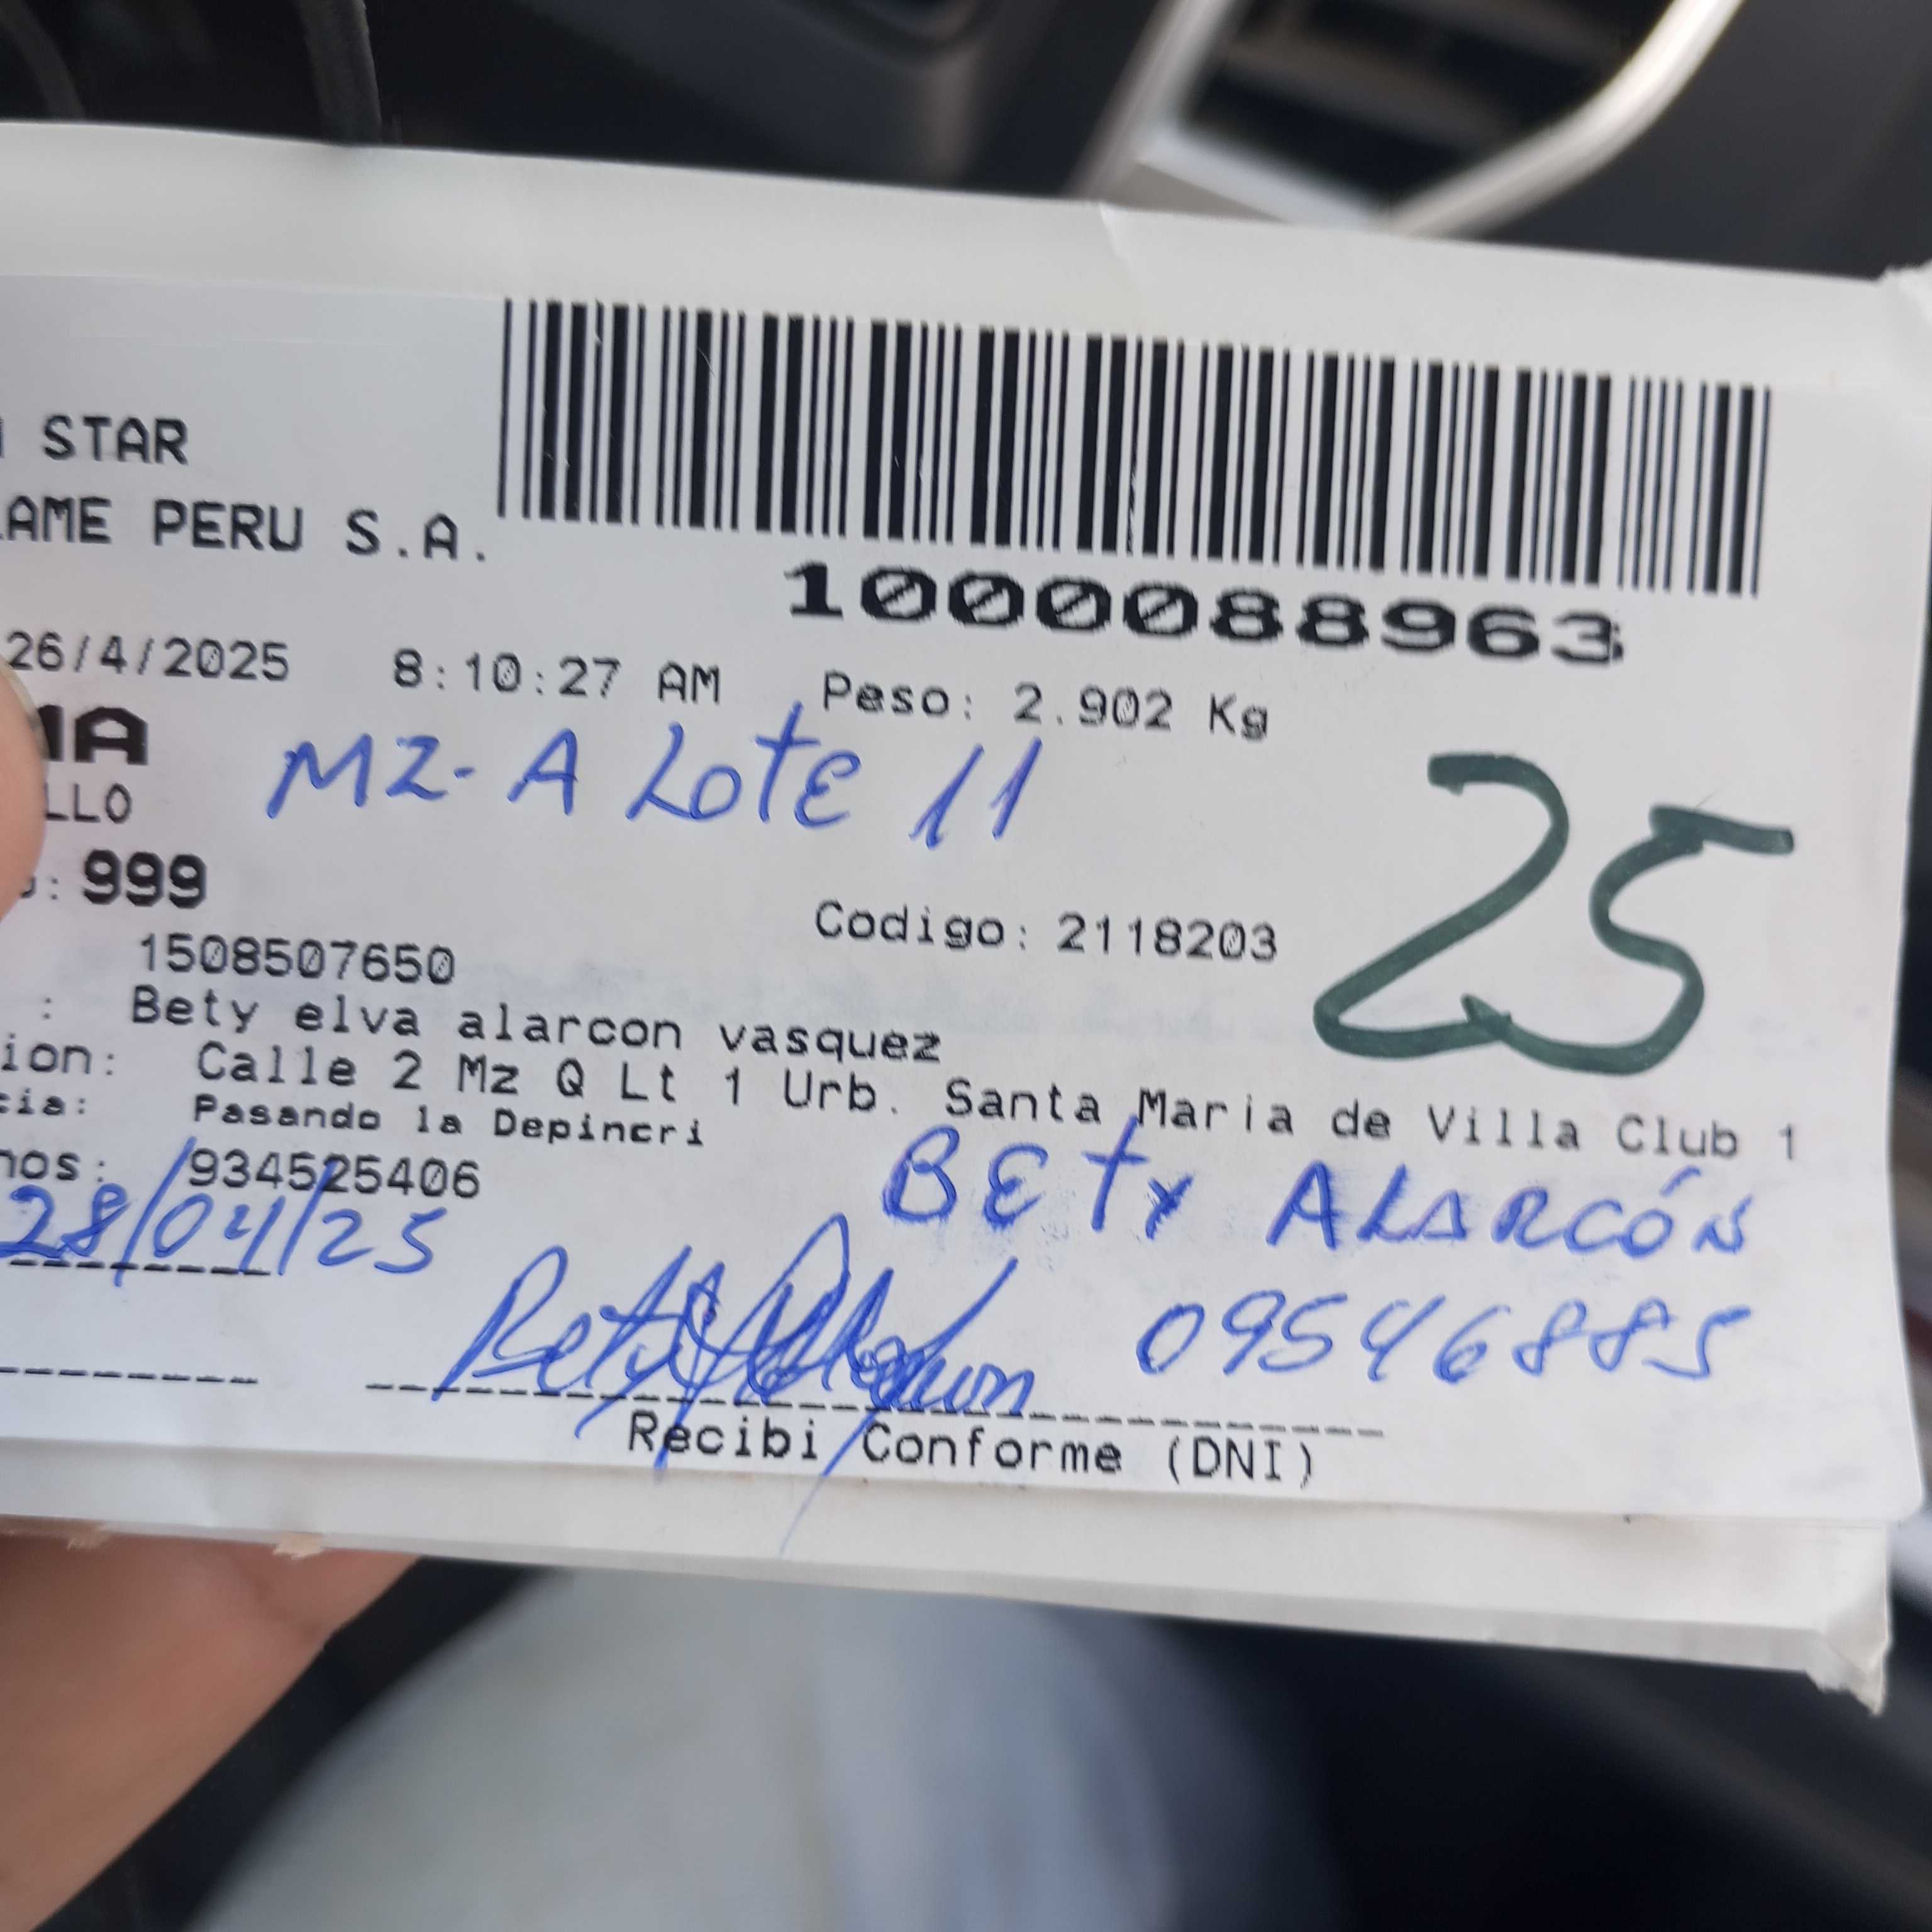 STAR
LAME PERU S.A.
1000088963
26/4/2025 8:10:27 AM Peso: 2.902 Kg
MA
MZ-A LOTE 11
LLO
25
: 999
Codigo: 2118203
1508507650
: Bety elva alarcon vasquez
ion: Calle 2 Mz Q Lt 1 Urb. Santa Maria de Villa Club 1
cia: Pasando la Depincri
nos: 934525406
BETY ALARCÓN
28/04/25
09546885
Recibi Conforme (DNI)